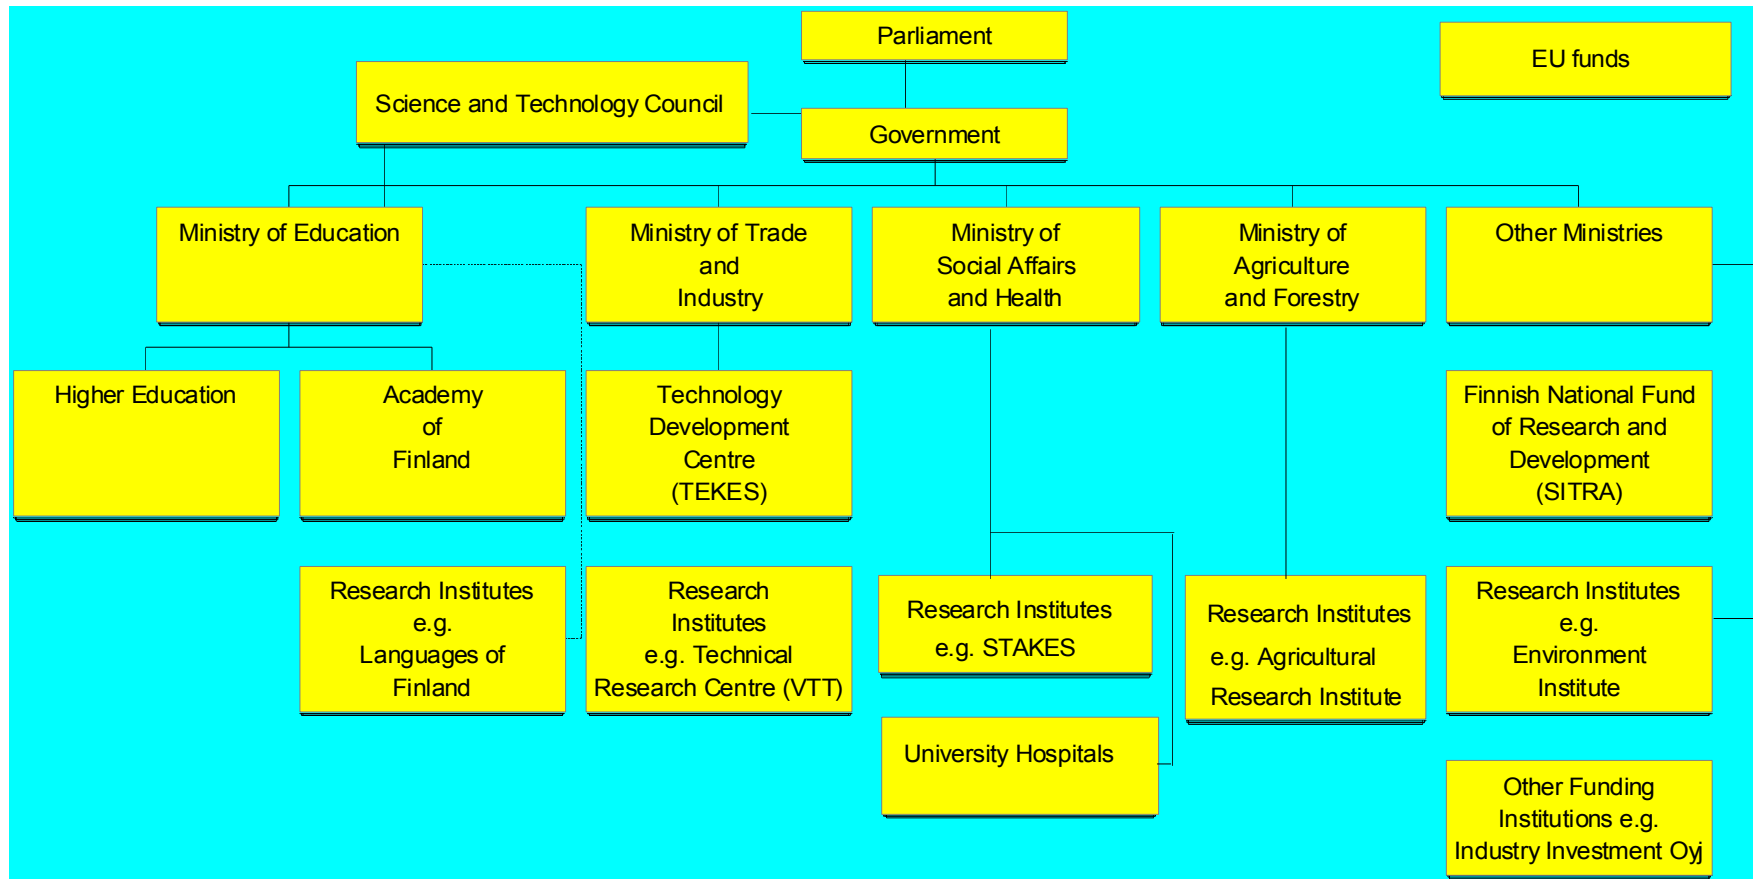 Parliament
EU funds
Science and Technology Council
Government
Ministry of Education
Ministry of Trade
and
Industry
Ministry of
Social Affairs
and Health
Ministry of
Agriculture
and Forestry
Other Ministries
Higher Education
Academy
of
Finland
Technology
Development
Centre
(TEKES)
Finnish National Fund
of Research and
Development
(SITRA)
Research Institutes
e.g.
Languages of
Finland
Research
Institutes
e.g. Technical
Research Centre (VTT)
Research Institutes
e.g. STAKES
Research Institutes
e.g. Agricultural
Research Institute
Research Institutes
e.g.
Environment
Institute
University Hospitals
Other Funding
Institutions e.g.
Industry Investment Oyj